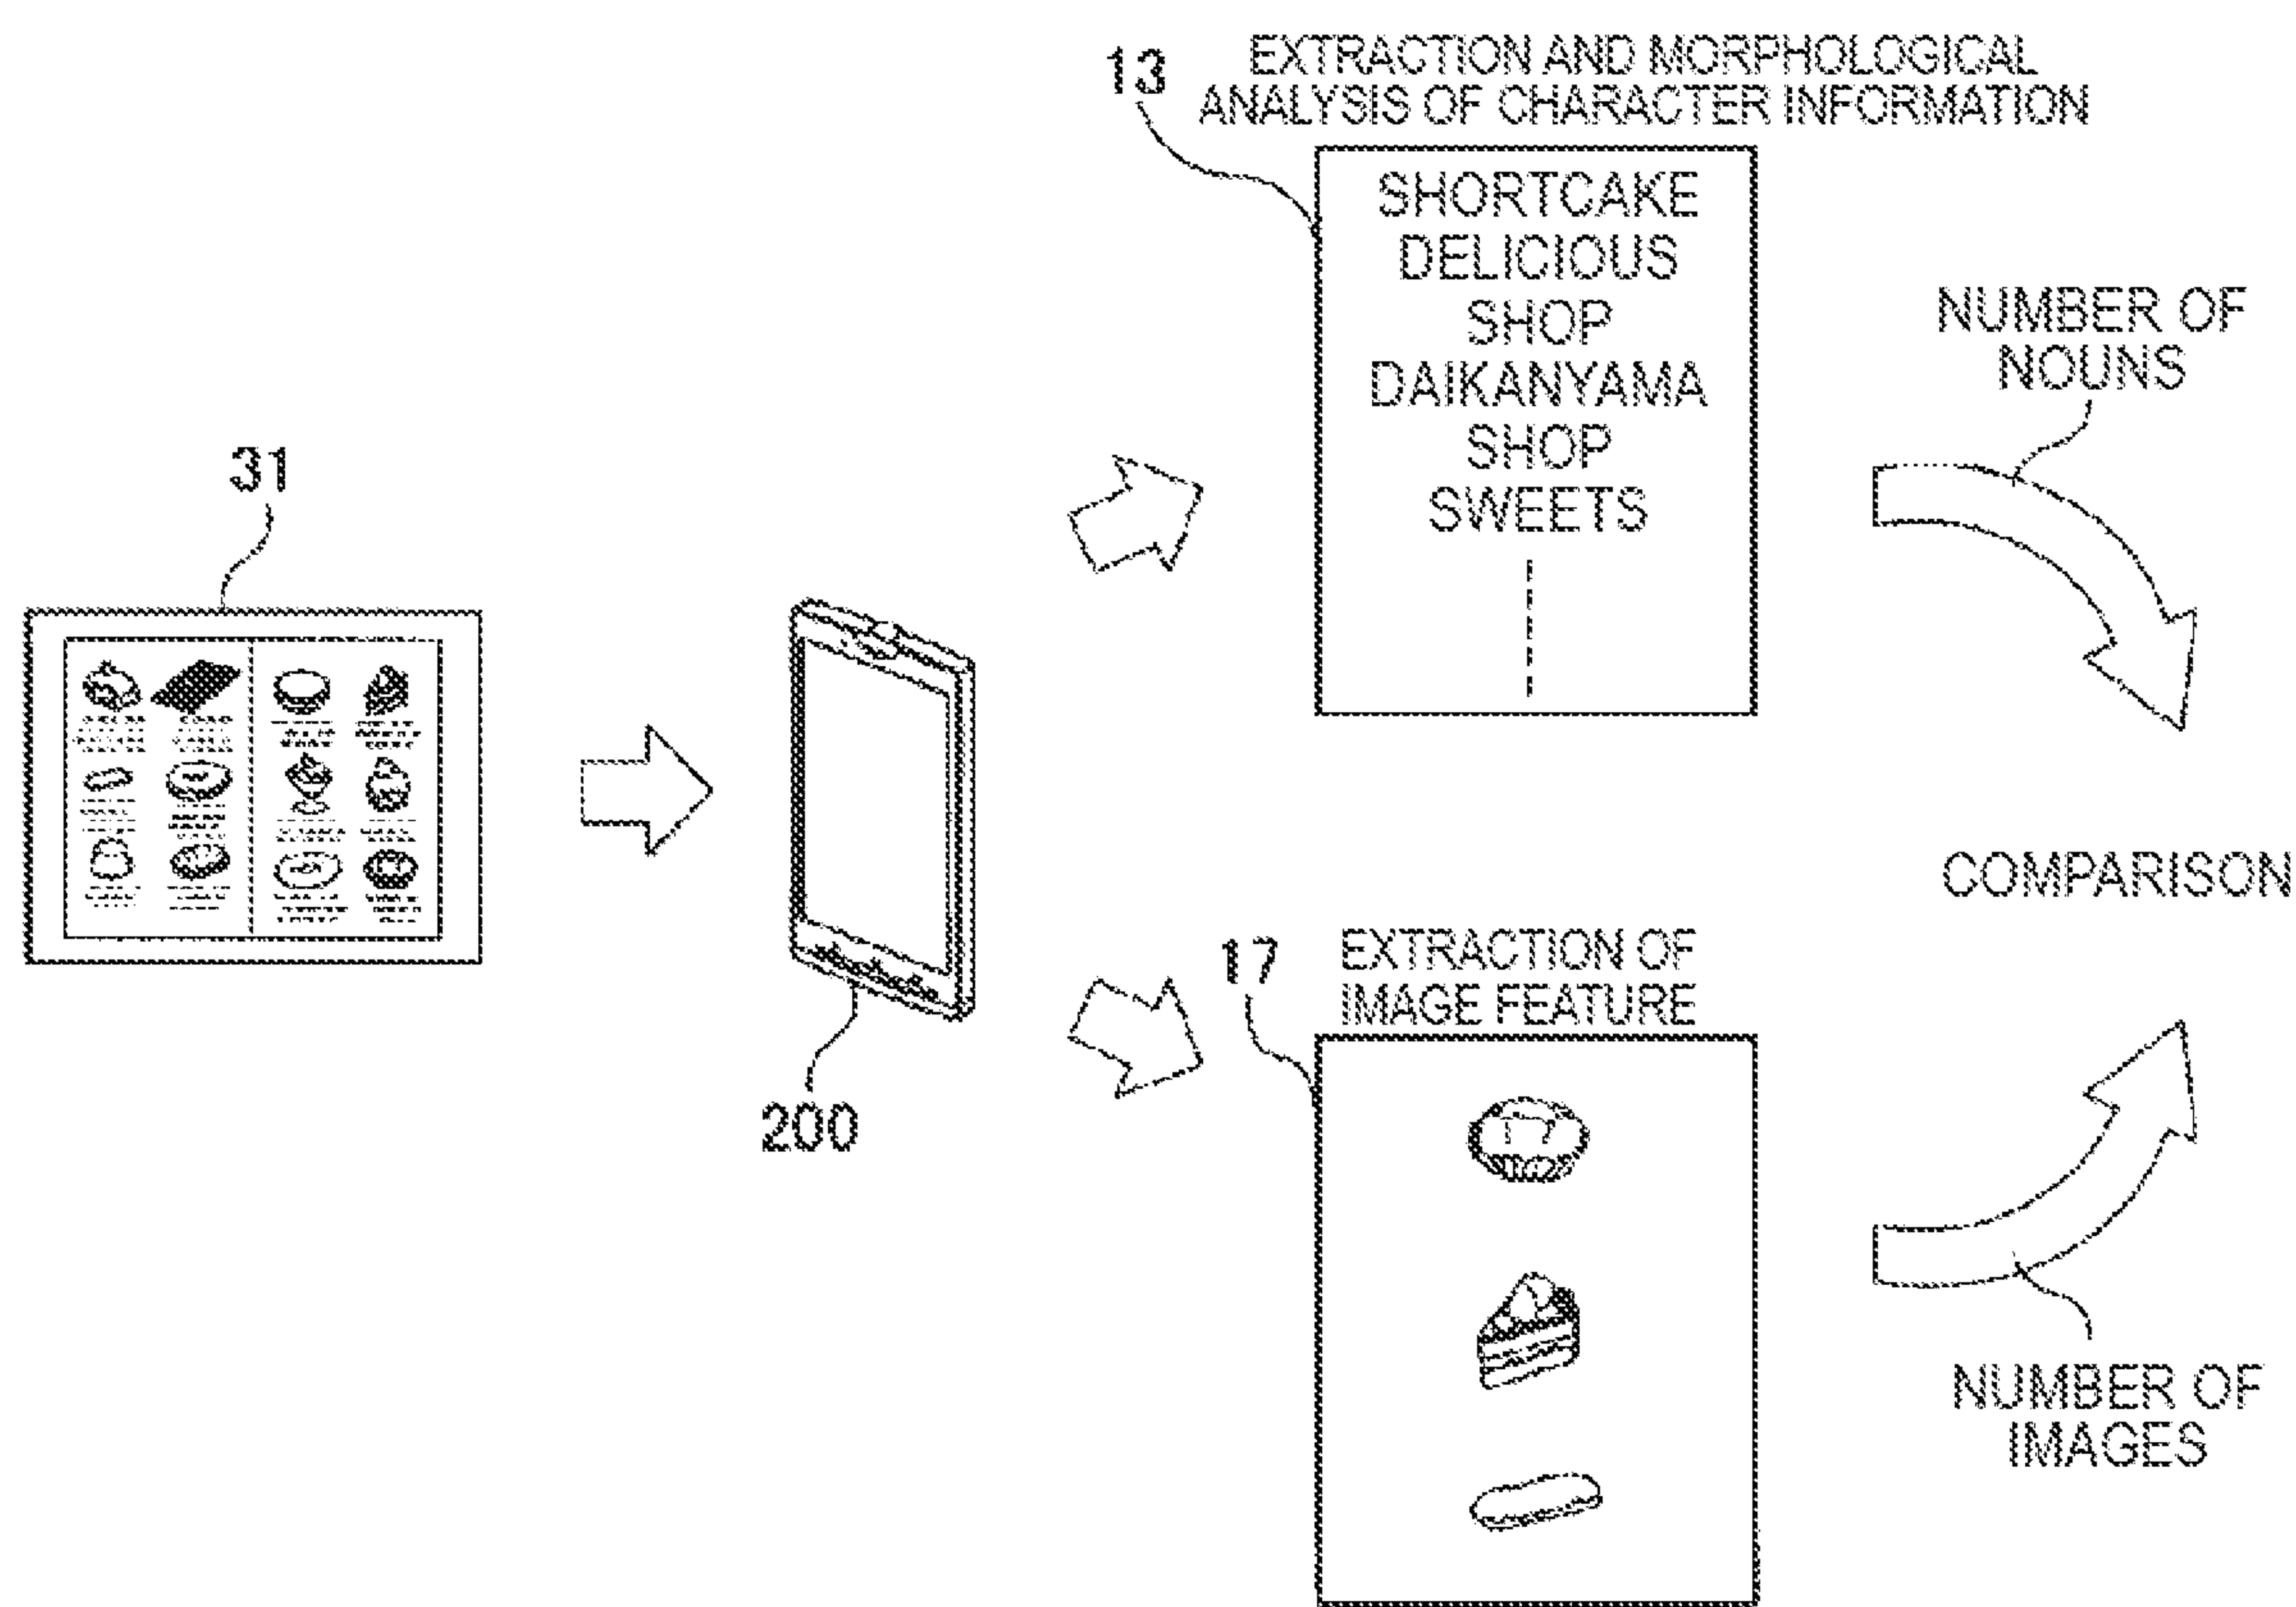 13
EXTRACTION AND MORPHOLOGICAL
ANALYSIS OF CHARACTER INFORMATION
SHORTCAKE
DELICIOUS
SHOP
DAIKANYAMA
SHOP
SWEETS
NUMBER OF
NOUNS
31
200
COMPARISON
17
EXTRACTION OF
IMAGE FEATURE
NUMBER OF
IMAGES